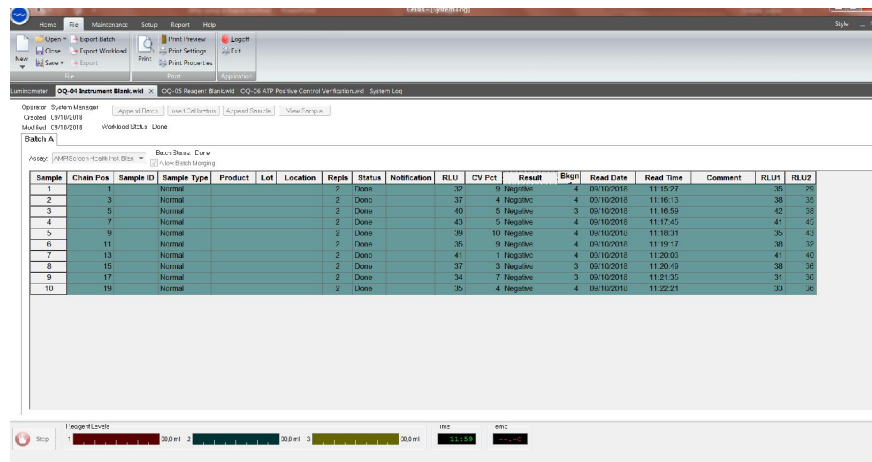 Celsis - [System Log]
Home File Maintenance Setup Report Help Style
New Open Close Save Export Batch Export Workload Export Print Print Preview Print Settings Print Properties Logoff Exit
File Print Application
Luminometer OQ-04 Instrument Blank.wkl × OQ-05 Reagent Blank.wkl OQ-06 ATP Positive Control Verification.wkl System Log
Operator System Manager Append Batch Insert Calibrators Append Sample View Sample
Created 09/10/2018
Modified 09/10/2018 Workload Status Done
Batch A
Batch Status Done
Assay: Allow Batch Merging
Sample Chain Pos Sample ID Sample Type Product Lot Location Repls Status Notification RLU CV Pct Result Bkgn Read Date Read Time Comment RLU1 RLU2
1 1 Normal 2 Done 32 9 Negative 4 09/10/2018 11:15:27 35 29
2 3 Normal 2 Done 37 4 Negative 4 09/10/2018 11:16:13 38 35
3 5 Normal 2 Done 40 5 Negative 3 09/10/2018 11:16:59 42 38
4 7 Normal 2 Done 43 5 Negative 4 09/10/2018 11:17:45 41 45
5 9 Normal 2 Done 39 10 Negative 4 09/10/2018 11:18:31 35 43
6 11 Normal 2 Done 35 9 Negative 4 09/10/2018 11:19:17 38 32
7 13 Normal 2 Done 41 1 Negative 4 09/10/2018 11:20:03 41 40
8 15 Normal 2 Done 37 3 Negative 3 09/10/2018 11:20:49 38 36
9 17 Normal 2 Done 34 7 Negative 3 09/10/2018 11:21:35 31 36
10 19 Normal 2 Done 35 4 Negative 4 09/10/2018 11:22:21 33 36
Reagent Levels
Stop 1 30,0 ml 2 30,0 ml 3 30,0 ml 11:59